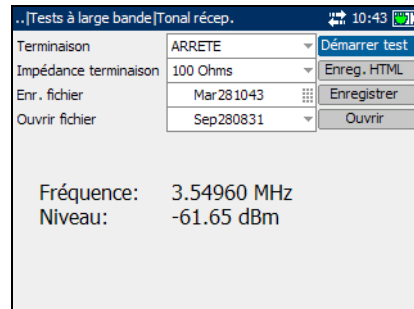 ..|Tests à large bande|Tonal récep. 10:43
Terminaison ARRETE Démarrer test
Impédance terminaison 100 Ohms Enreg. HTML
Enr. fichier Mar281043 Enregistrer
Ouvrir fichier Sep280831 Ouvrir
Fréquence: 3.54960 MHz
Niveau: -61.65 dBm